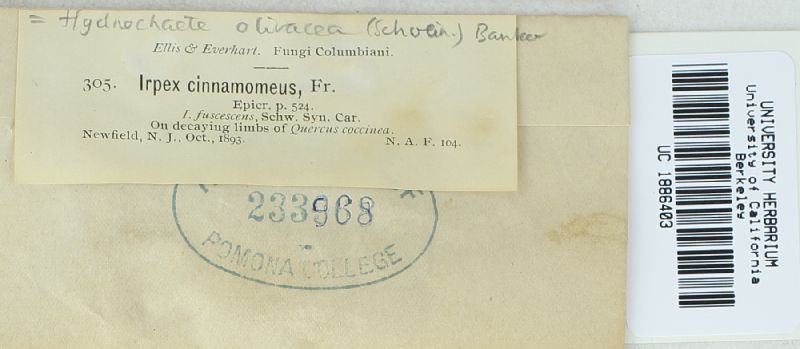 = Hydnochaete olivacea (Schwein.) Banker
Ellis & Everhart. Fungi Columbiani.
305. Irpex cinnamomeus, Fr.
Epicr. p. 524.
I. fuscescens, Schw. Syn. Car.
On decaying limbs of Quercus coccinea.
Newfield, N. J., Oct., 1893. N. A. F. 104.
233968
POMONA COLLEGE
UNIVERSITY HERBARIUM
University of California
Berkeley
UC 1886403